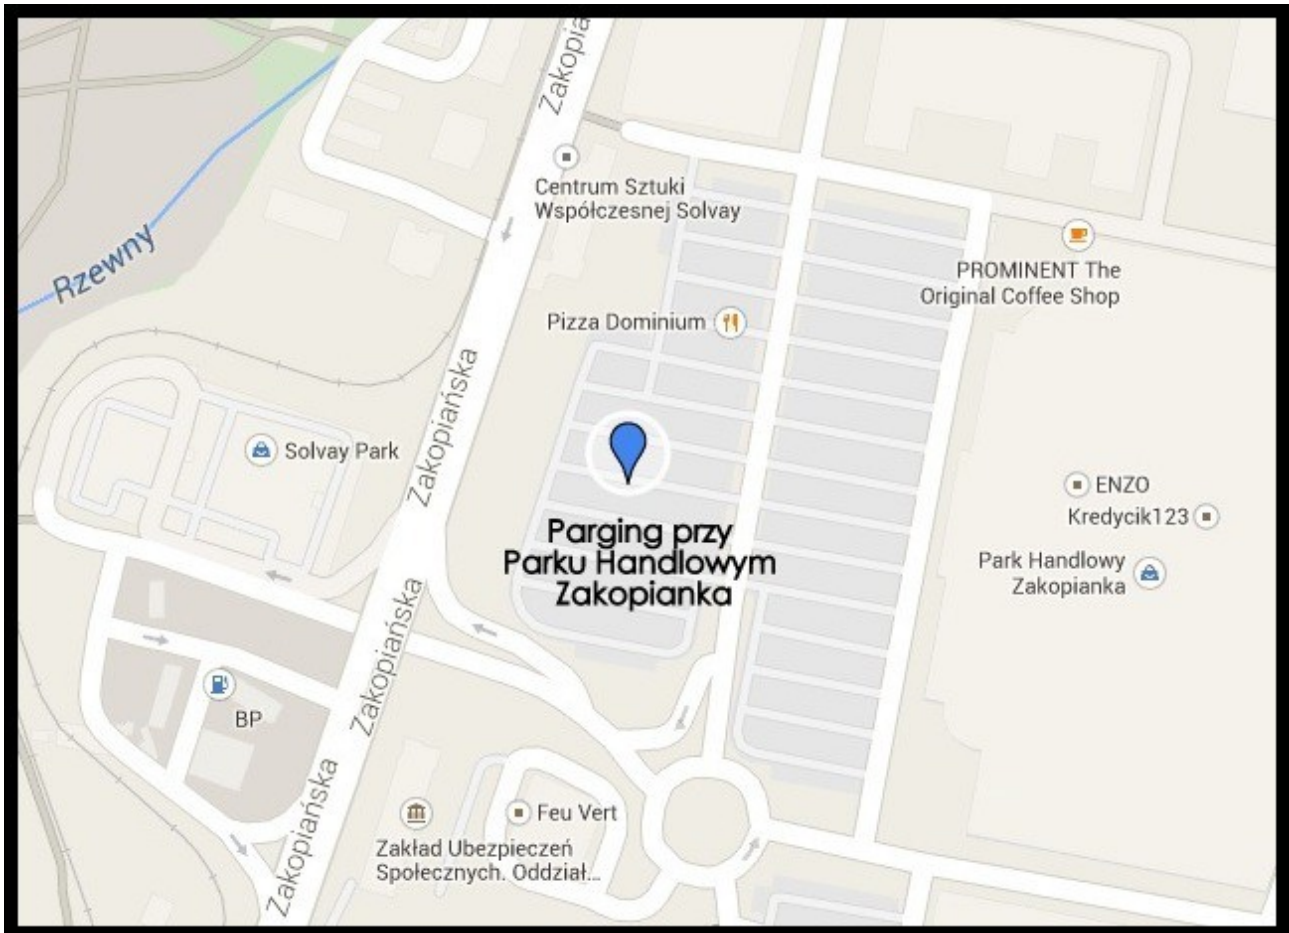 Zakopia
Centrum Sztuki
Współczesnej Solvay
Rzewny
PROMINENT The
Original Coffee Shop
Pizza Dominium
Zakopiańska
Solvay Park
ENZO
Kredycik123
Parging przy
Parku Handlowym
Zakopianka
Park Handlowy
Zakopianka
Zakopiańska
BP
Zakopiańska
Feu Vert
Zakład Ubezpieczeń
Społecznych. Oddział...